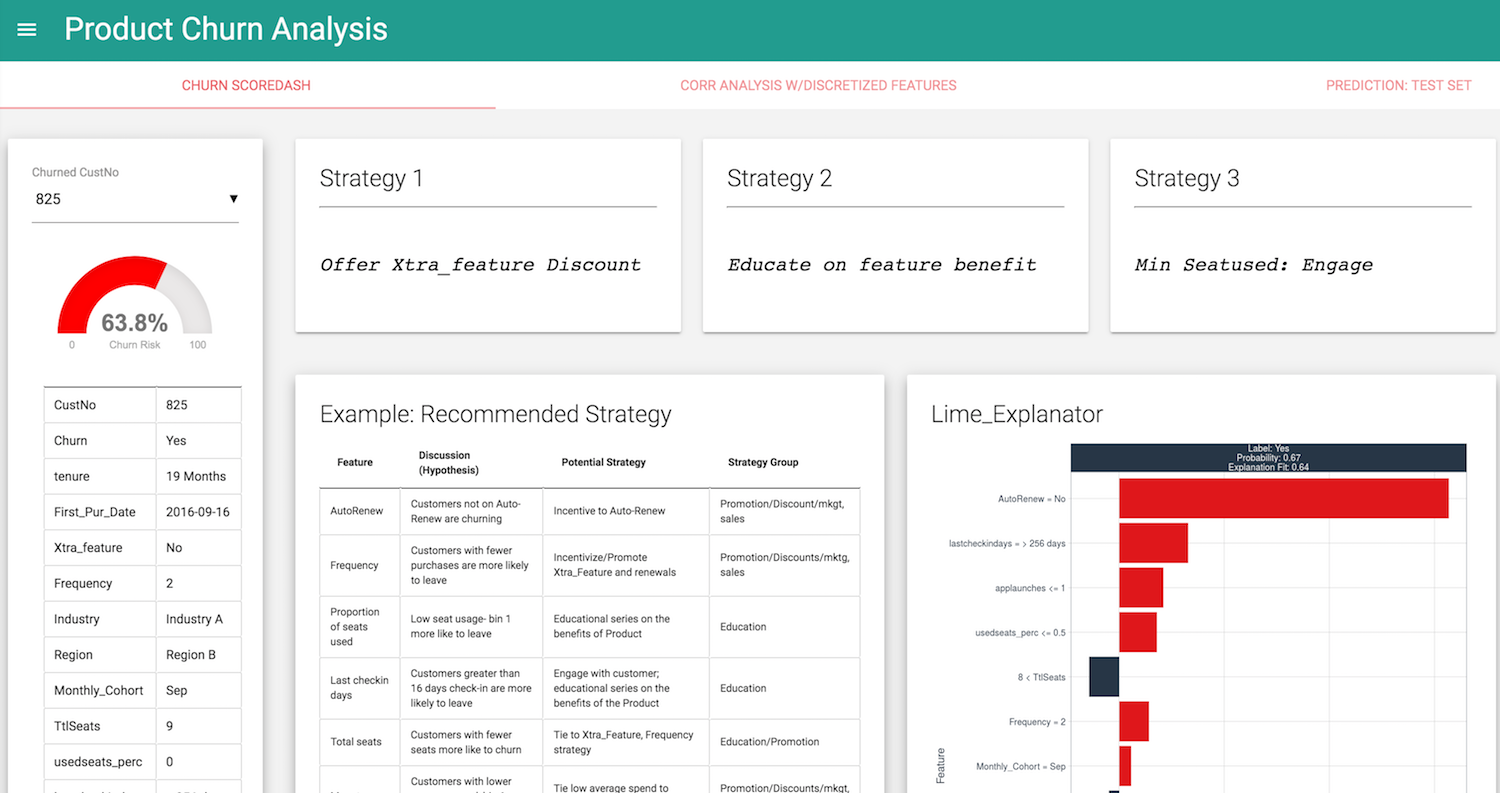 Product Churn Analysis
CHURN SCOREDASH
CORR ANALYSIS W/DISCRETIZED FEATURES
PREDICTION: TEST SET
Churned CustNo
825
63.8%
0
Churn Risk
100
CustNo 825
Churn Yes
tenure 19 Months
First_Pur_Date 2016-09-16
Xtra_feature No
Frequency 2
Industry Industry A
Region Region B
Monthly_Cohort Sep
TtlSeats 9
usedseats_perc 0
Strategy 1
Offer Xtra_feature Discount
Strategy 2
Educate on feature benefit
Strategy 3
Min Seatused: Engage
Example: Recommended Strategy
Feature
Discussion
(Hypothesis)
Potential Strategy
Strategy Group
AutoRenew
Customers not on Auto-
Renew are churning
Incentive to Auto-Renew
Promotion/Discount/mkgt,
sales
Frequency
Customers with fewer
purchases are more likely
to leave
Incentivize/Promote
Xtra_Feature and renewals
Promotion/Discounts/mktg,
sales
Proportion
of seats
used
Low seat usage- bin 1
more like to leave
Educational series on the
benefits of Product
Education
Last checkin
days
Customers greater than
16 days check-in are more
likely to leave
Engage with customer;
educational series on the
benefits of the Product
Education
Total seats
Customers with fewer
seats more like to churn
Tie to Xtra_Feature, Frequency
strategy
Education/Promotion
Customers with lower
Tie low average spend to
Promotion/Discounts/mkgt,
Lime_Explanator
Label: Yes
Probability: 0.67
Explanation Fit: 0.64
AutoRenew = No
lastcheckindays = > 256 days
applaunches <= 1
usedseats_perc <= 0.5
8 < TtlSeats
Frequency = 2
Monthly_Cohort = Sep
Feature